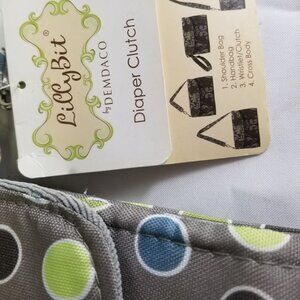 LillyBit®
by DEMDACO
Diaper Clutch
1. Shoulder Bag
2. Handbag
3. Wristlet/Clutch
4. Cross Body